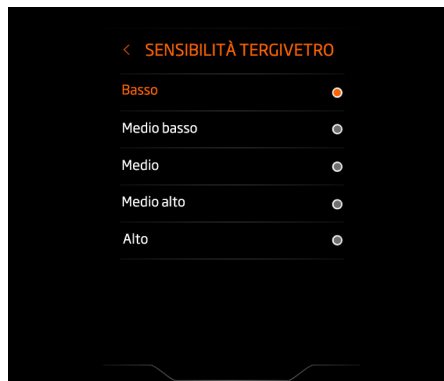 < SENSIBILITÀ TERGIVETRO
Basso
Medio basso
Medio
Medio alto
Alto